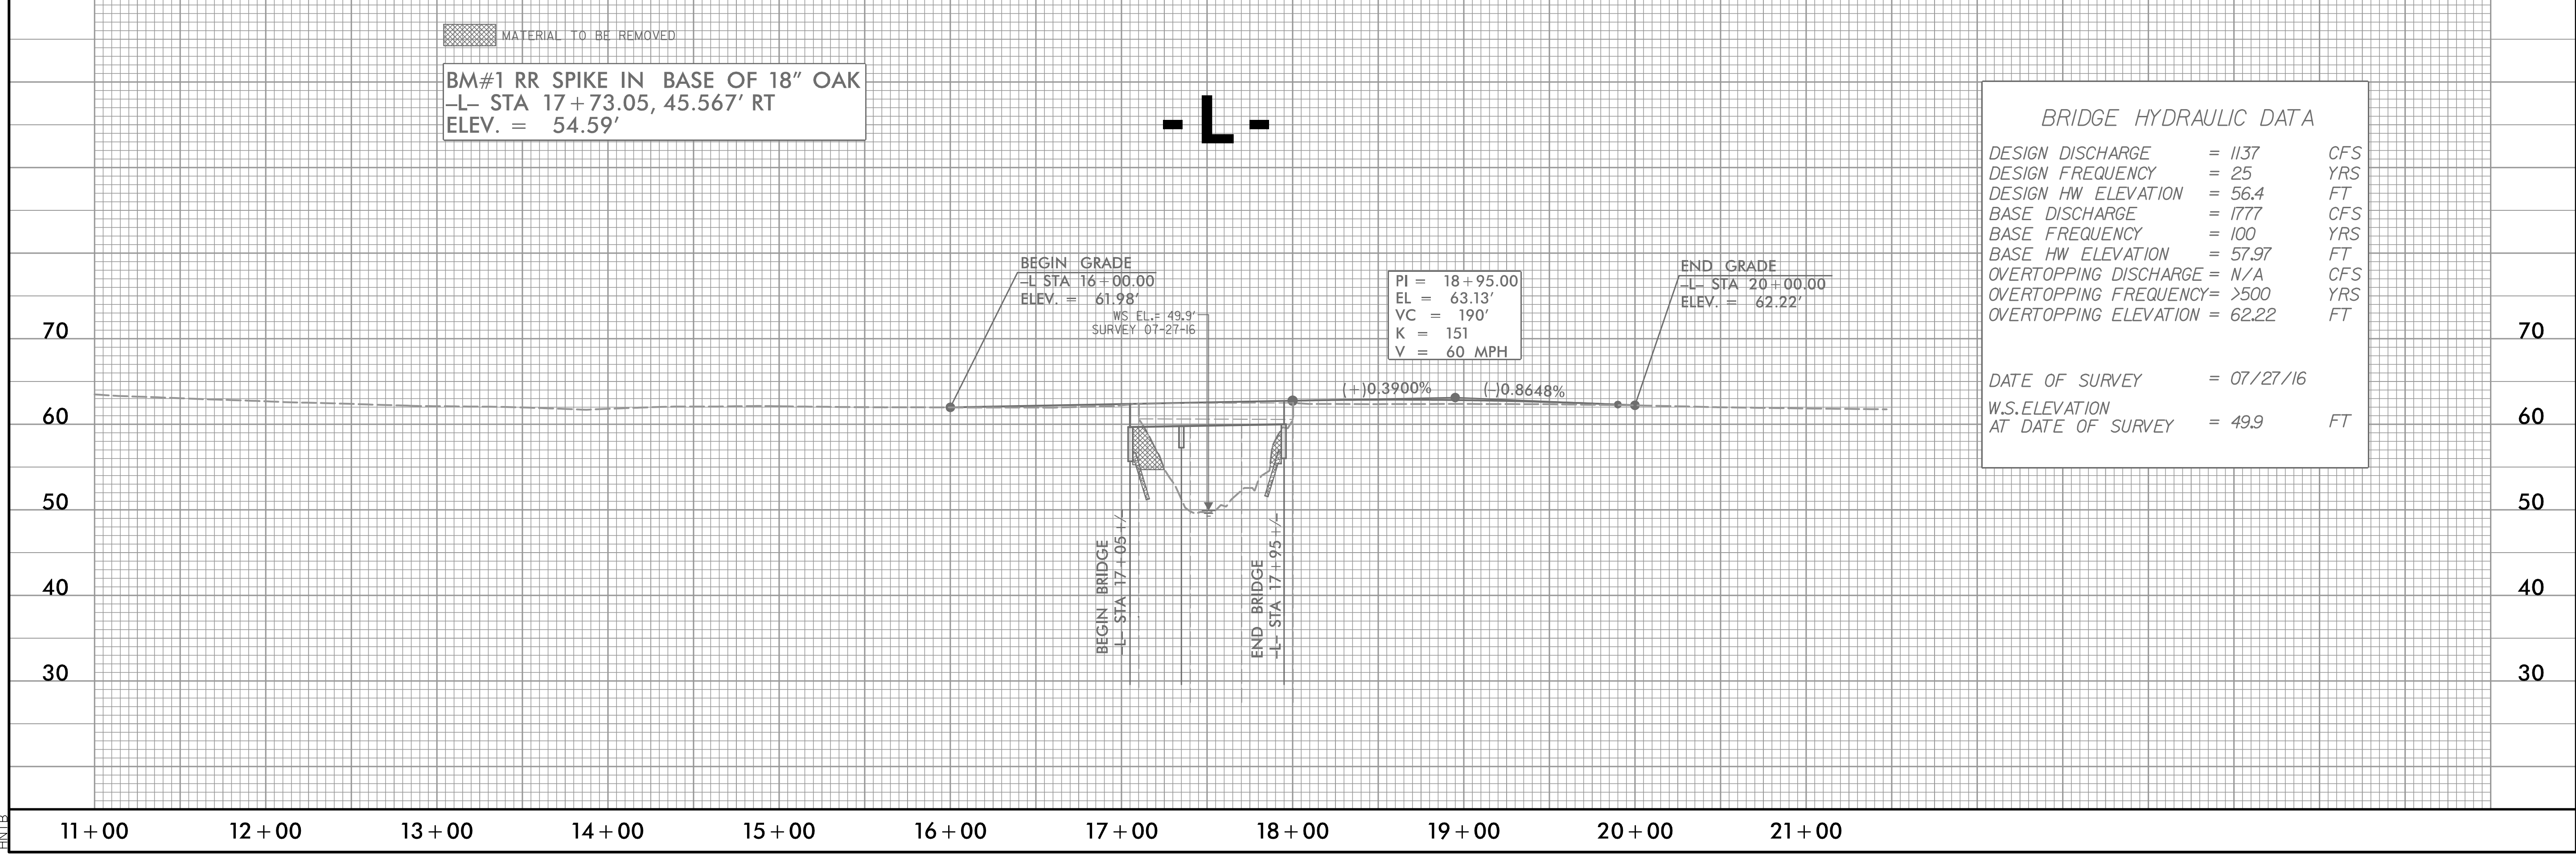 MATERIAL TO BE REMOVED
BM#1 RR SPIKE IN BASE OF 18" OAK
-L- STA 17+73.05, 45.567' RT
ELEV. = 54.59'
-L-
BRIDGE HYDRAULIC DATA
DESIGN DISCHARGE = 1137 CFS
DESIGN FREQUENCY = 25 YRS
DESIGN HW ELEVATION = 56.4 FT
BASE DISCHARGE = 1777 CFS
BASE FREQUENCY = 100 YRS
BASE HW ELEVATION = 57.97 FT
OVERTOPPING DISCHARGE = N/A CFS
OVERTOPPING FREQUENCY = >500 YRS
OVERTOPPING ELEVATION = 62.22 FT
DATE OF SURVEY = 07/27/16
W.S.ELEVATION
AT DATE OF SURVEY = 49.9 FT
BEGIN GRADE
-L STA 16+00.00
ELEV. = 61.98'
WS EL.= 49.9'
SURVEY 07-27-16
PI = 18+95.00
EL = 63.13'
VC = 190'
K = 151
V = 60 MPH
END GRADE
-L- STA 20+00.00
ELEV. = 62.22'
(+)0.3900%
(-)0.8648%
BEGIN BRIDGE
-L- STA 17+05+/-
END BRIDGE
-L- STA 17+95+/-
70 70
60 60
50 50
40 40
30 30
11+00 12+00 13+00 14+00 15+00 16+00 17+00 18+00 19+00 20+00 21+00
HNTB